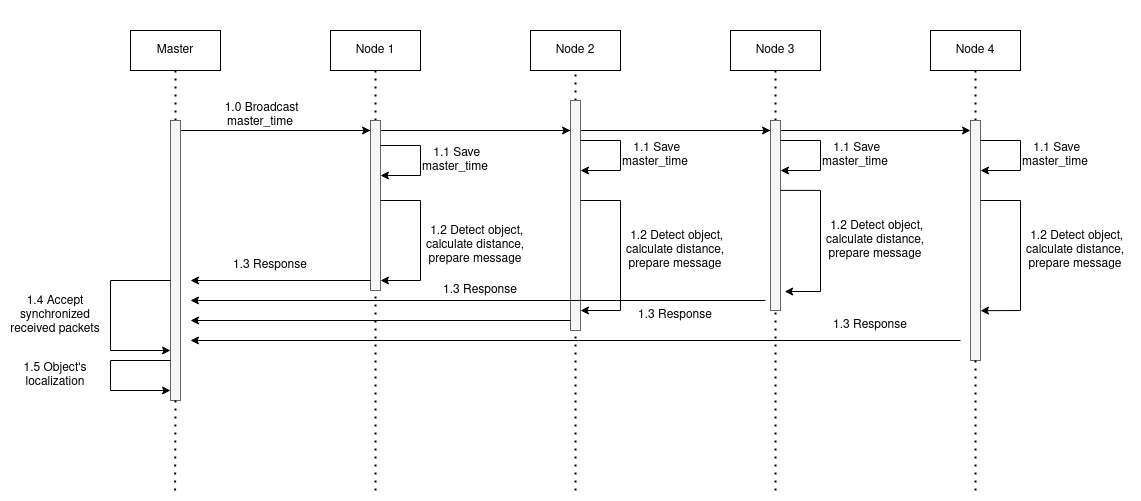 Master
Node 1
Node 2
Node 3
Node 4
1.0 Broadcast
master_time
1.1 Save
master_time
1.1 Save
master_time
1.1 Save
master_time
1.1 Save
master_time
1.2 Detect object,
calculate distance,
prepare message
1.2 Detect object,
calculate distance,
prepare message
1.2 Detect object,
calculate distance,
prepare message
1.2 Detect object,
calculate distance,
prepare message
1.3 Response
1.3 Response
1.3 Response
1.3 Response
1.4 Accept
synchronized
received packets
1.5 Object's
localization